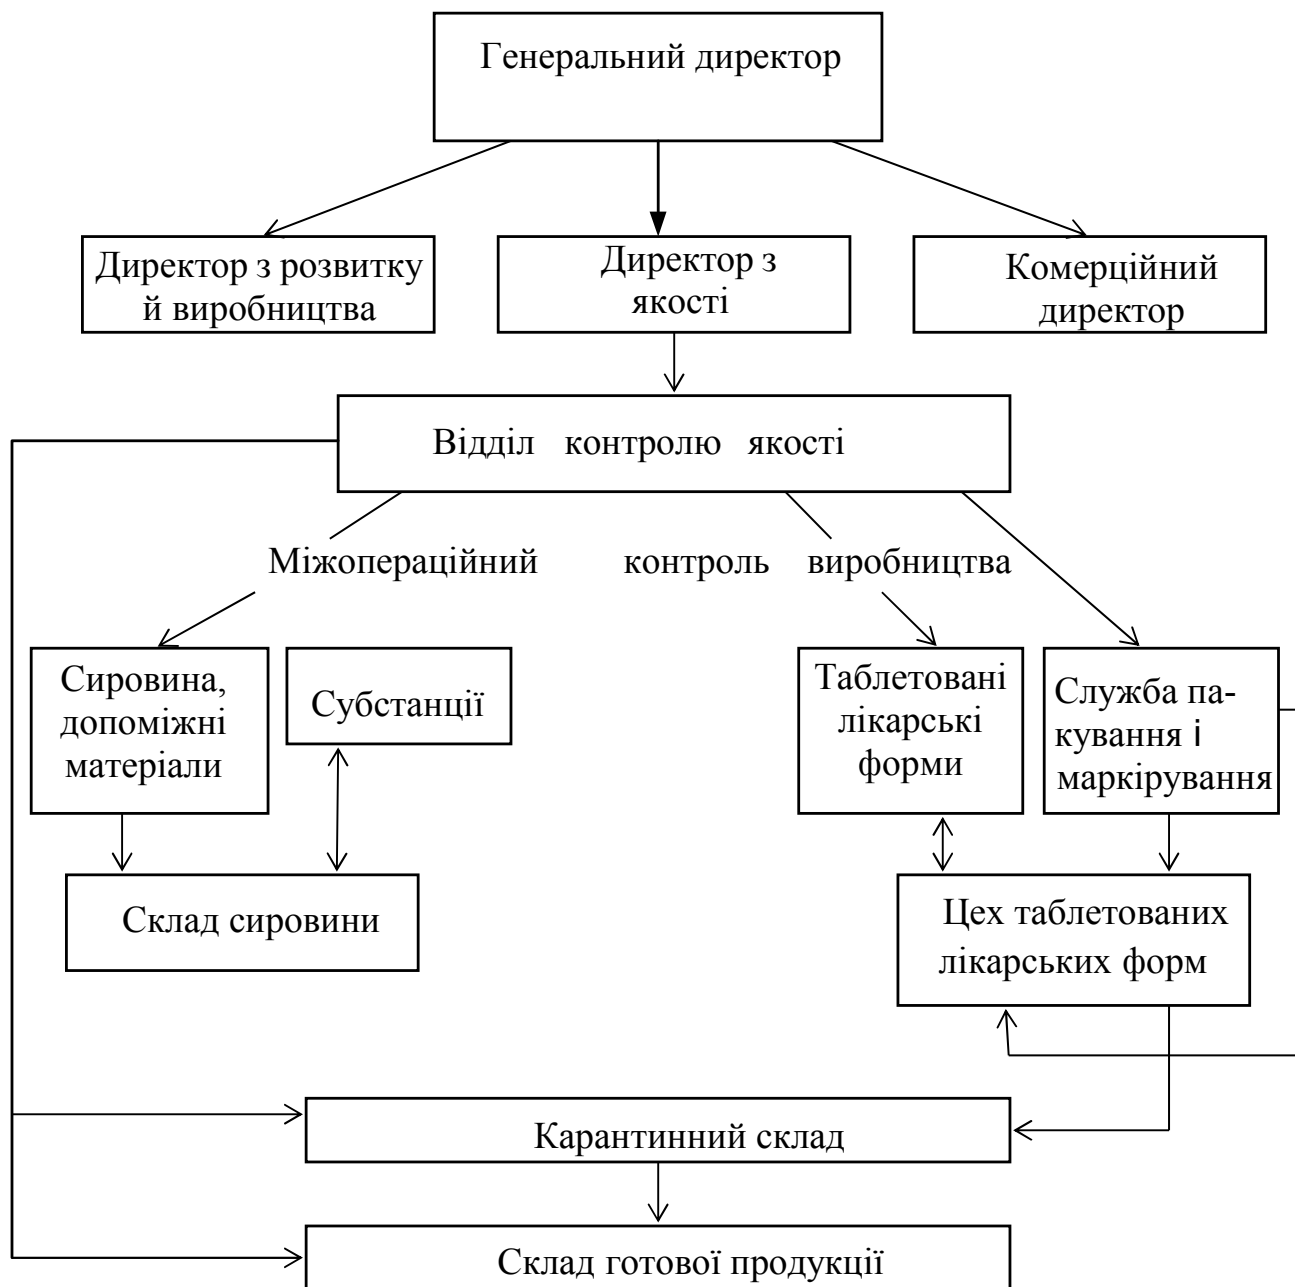 Генеральний директор
Директор з розвитку
й виробництва
Директор з
якості
Комерційний
директор
Відділ контролю якості
Міжопераційний контроль виробництва
Сировина,
допоміжні
матеріали
Субстанції
Таблетовані
лікарські
форми
Служба па-
кування і
маркірування
Склад сировини
Цех таблетованих
лікарських форм
Карантинний склад
Склад готової продукції